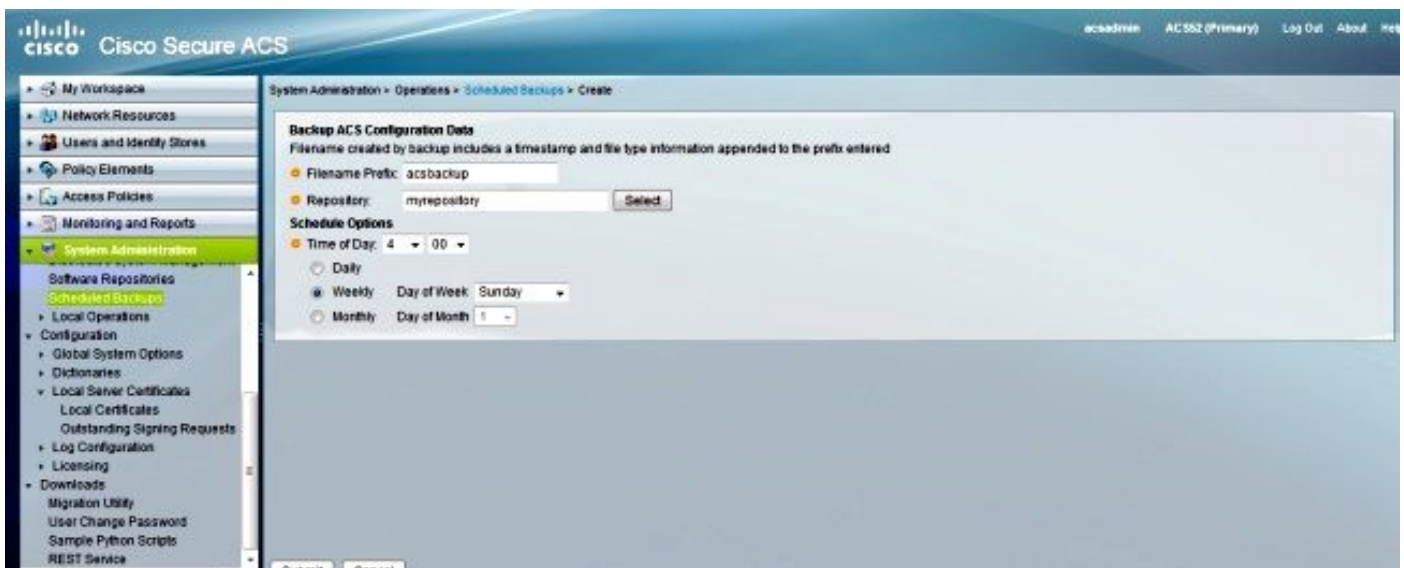 cisco Cisco Secure ACS
acsadmin ACS52 (Primary) Log Out About
My Workspace
Network Resources
Users and Identity Stores
Policy Elements
Access Policies
Monitoring and Reports
System Administration
Software Repositories
Scheduled Backups
Local Operations
Configuration
Global System Options
Dictionaries
Local Server Certificates
Local Certificates
Outstanding Signing Requests
Log Configuration
Licensing
Downloads
Migration Utility
User Change Password
Sample Python Scripts
REST Service
System Administration > Operations > Scheduled Backups > Create
Backup ACS Configuration Data
Filename created by backup includes a timestamp and file type information appended to the prefix entered
Filename Prefix: acsbackup
Repository: myrepository Select
Schedule Options
Time of Day: 4 00
Daily
Weekly Day of Week Sunday
Monthly Day of Month 1